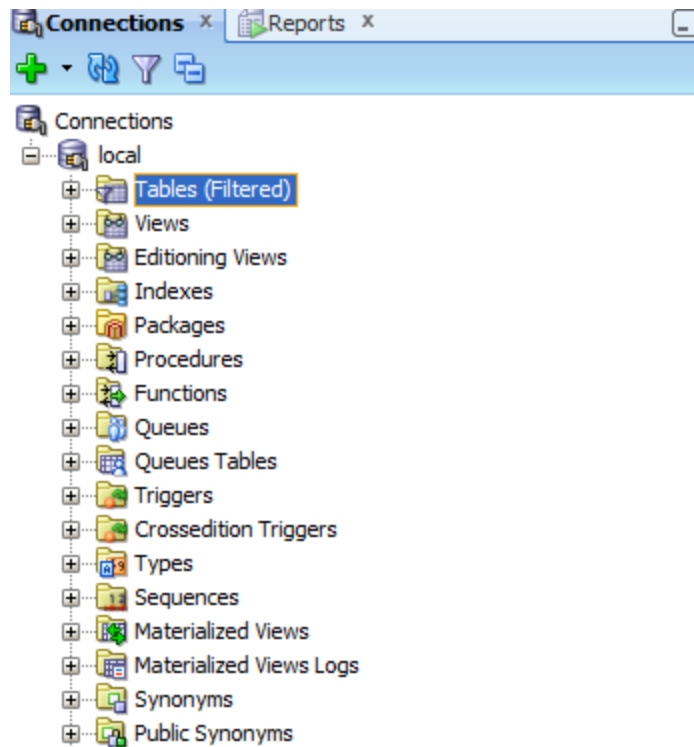 Connections x Reports x
Connections
local
Tables (Filtered)
Views
Editioning Views
Indexes
Packages
Procedures
Functions
Queues
Queues Tables
Triggers
Crossedition Triggers
Types
Sequences
Materialized Views
Materialized Views Logs
Synonyms
Public Synonyms